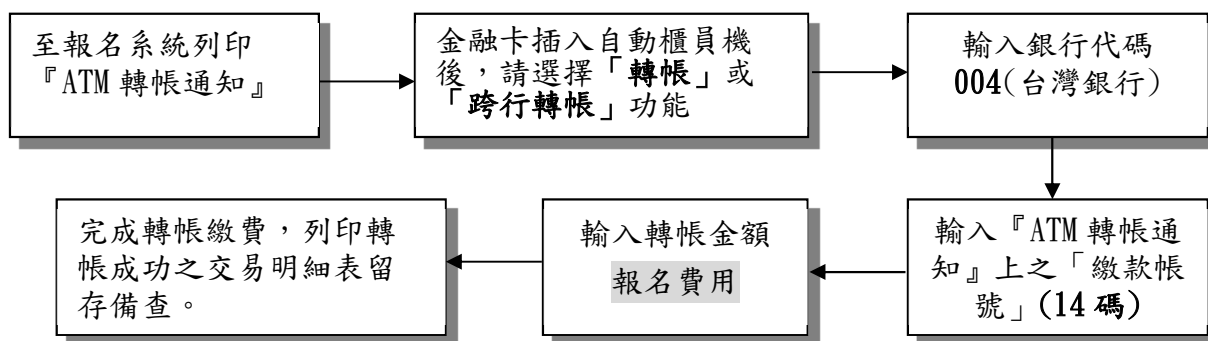 至報名系統列印
『ATM 轉帳通知』
金融卡插入自動櫃員機
後，請選擇「轉帳」或
「跨行轉帳」功能
輸入銀行代碼
004(台灣銀行)
輸入『ATM 轉帳通
知』上之「繳款帳
號」(14 碼)
輸入轉帳金額
報名費用
完成轉帳繳費，列印轉
帳成功之交易明細表留
存備查。